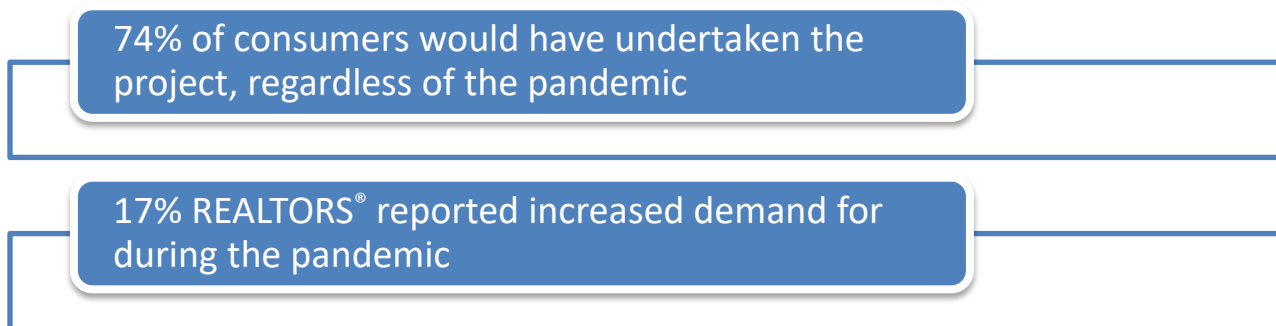 74% of consumers would have undertaken the
project, regardless of the pandemic
17% REALTORS® reported increased demand for
during the pandemic